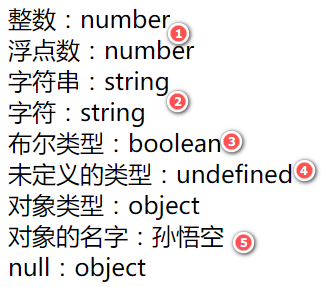 整数：number ①
浮点数：number
字符串：string ②
字符：string
布尔类型：boolean ③
未定义的类型：undefined ④
对象类型：object
对象的名字：孙悟空 ⑤
null：object